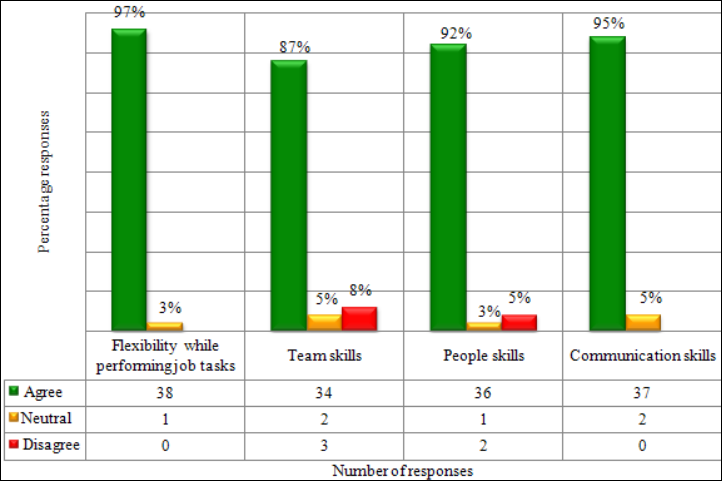 97%
87%
92%
95%
Percentage responses
3%
5%
8%
3%
5%
5%
Flexibility while
performing job tasks
Team skills
People skills
Communication skills
Agree 38 34 36 37
Neutral 1 2 1 2
Disagree 0 3 2 0
Number of responses